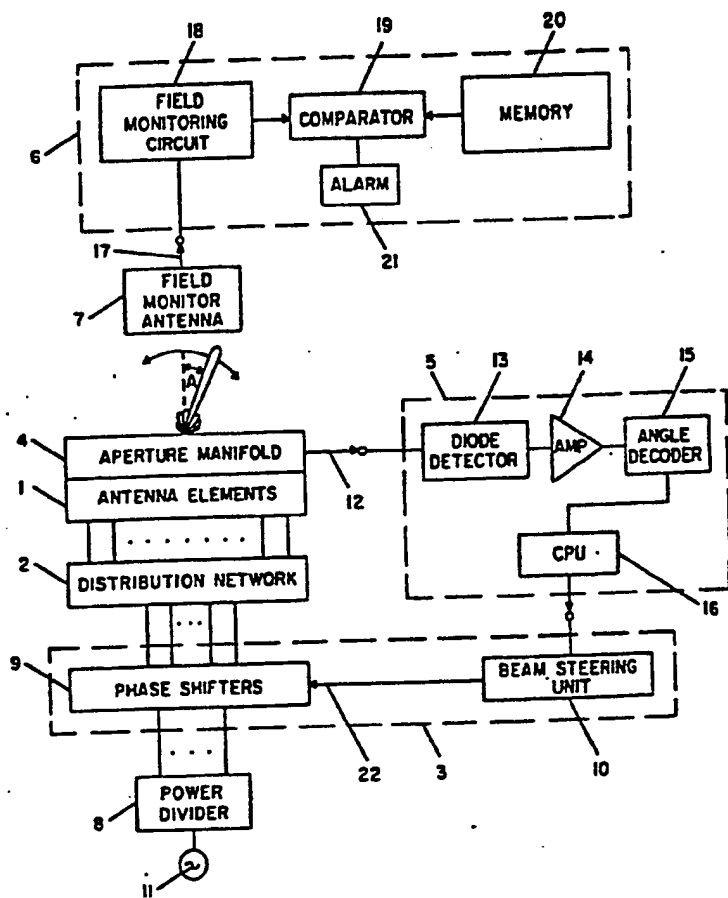 18
19
20
FIELD
MONITORING
CIRCUIT
COMPARATOR
MEMORY
6
ALARM
17
21
FIELD
MONITOR
ANTENNA
7
A
5
13
14
15
4
APERTURE MANIFOLD
DIODE
DETECTOR
AMP
ANGLE
DECODER
12
1
ANTENNA ELEMENTS
CPU
2
DISTRIBUTION NETWORK
16
9
PHASE SHIFTERS
BEAM STEERING
UNIT
22
3
10
POWER
DIVIDER
8
~
11